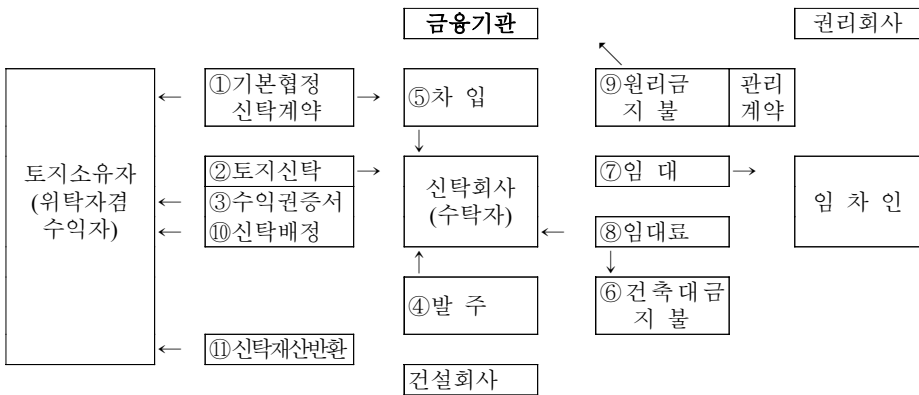 금융기관
권리회사
①기본협정
신탁계약
⑤차 입
⑨원리금
지 불
관리
계약
토지소유자
(위탁자겸
수익자)
②토지신탁
③수익권증서
⑩신탁배정
신탁회사
(수탁자)
⑦임 대
⑧임대료
임 차 인
④발 주
⑥건축대금
지 불
⑪신탁재산반환
건설회사